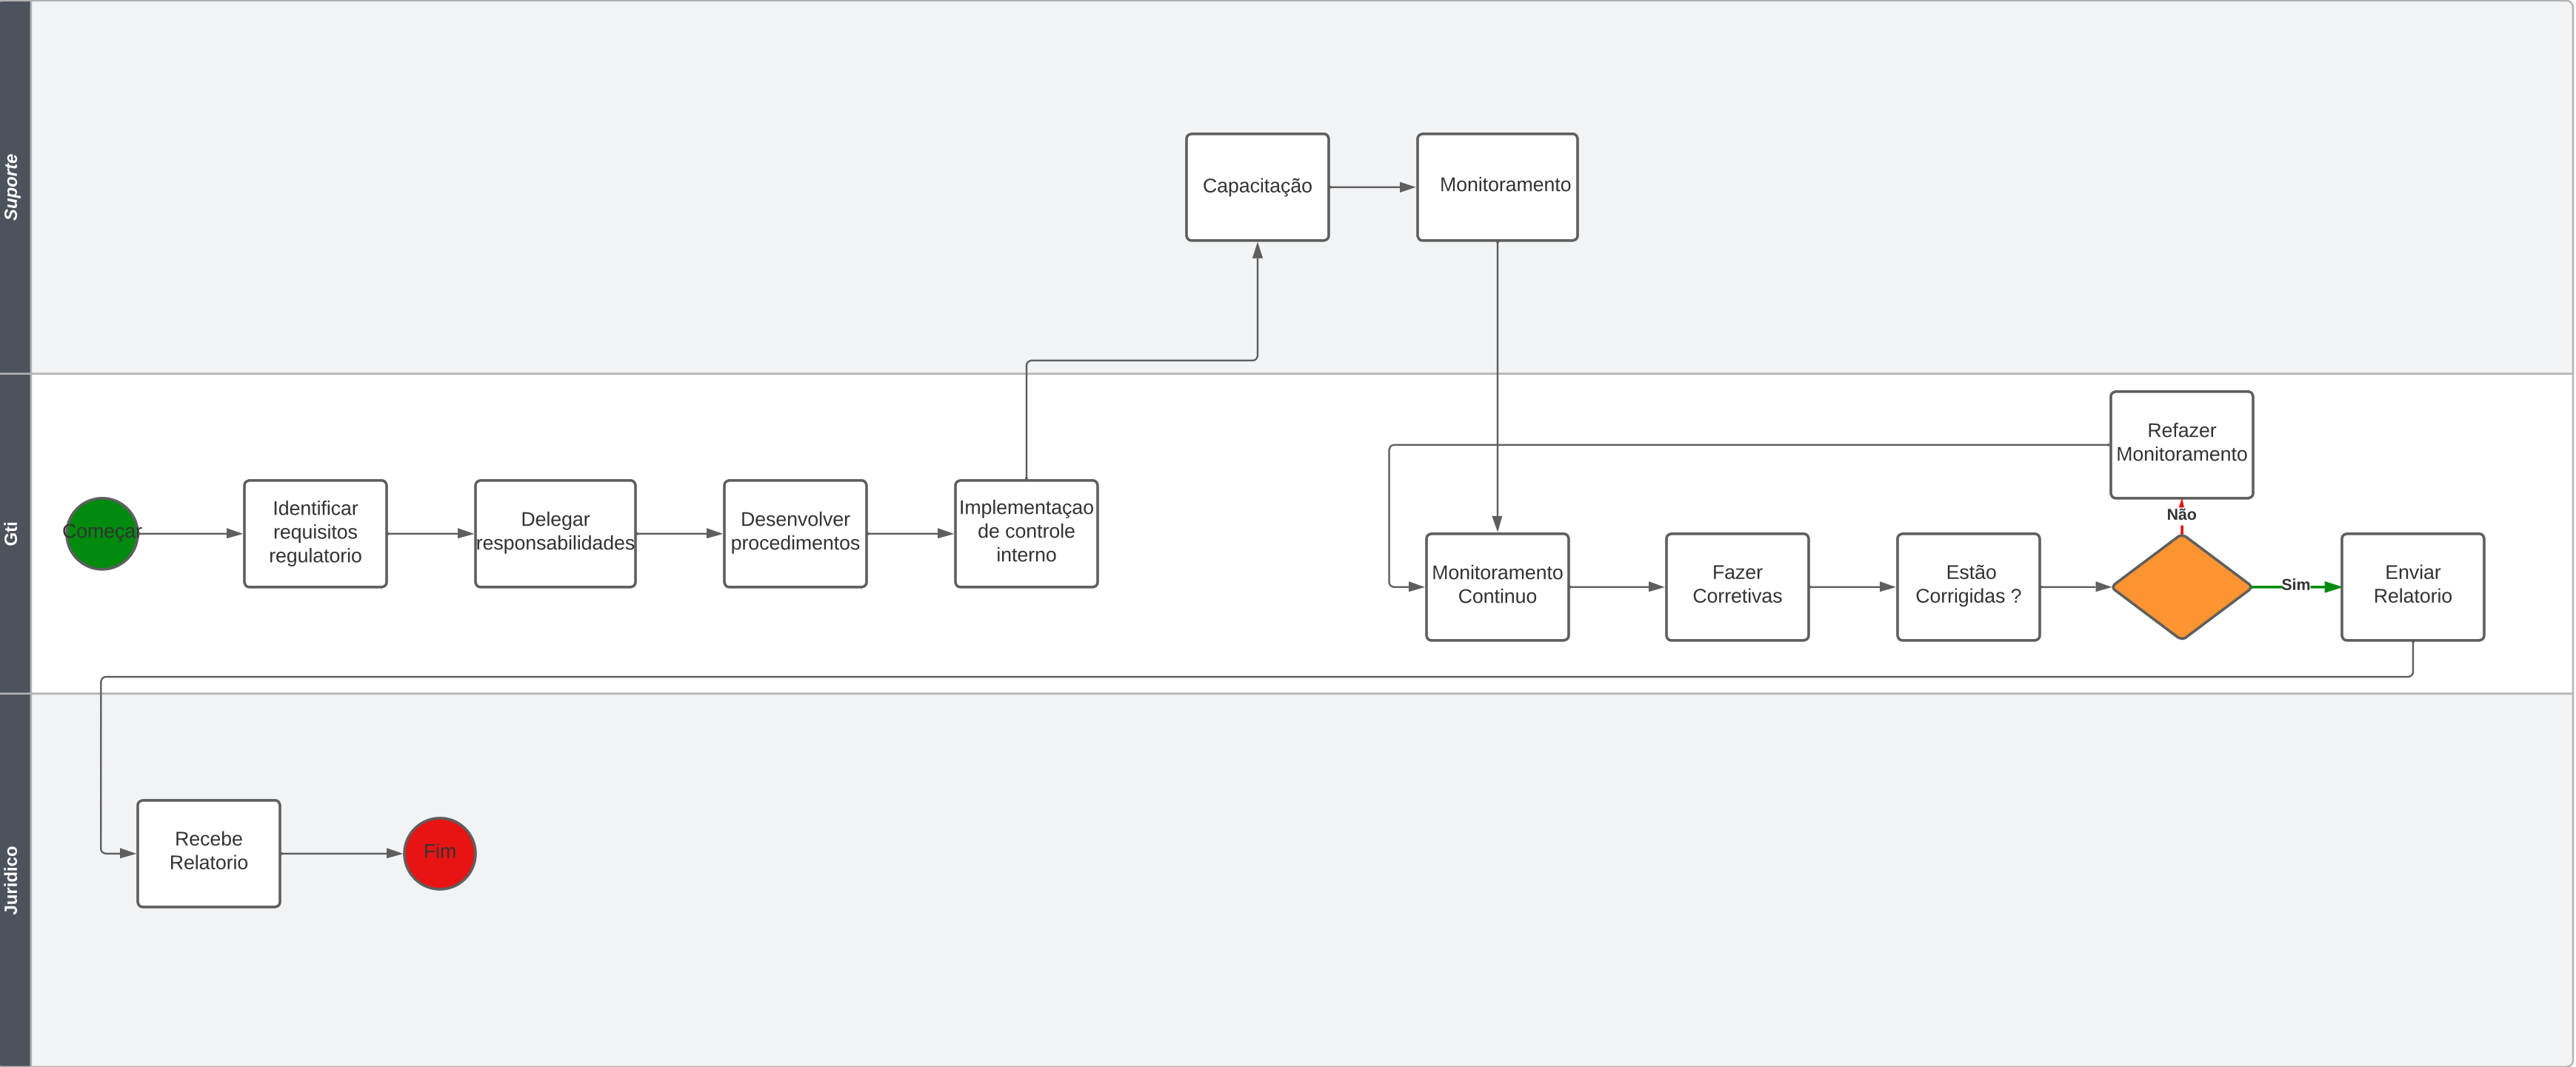 Suporte
Capacitação
Monitoramento
Gti
Começar
Identificar
requisitos
regulatorio
Delegar
responsabilidades
Desenvolver
procedimentos
Implementaçao
de controle
interno
Monitoramento
Continuo
Fazer
Corretivas
Estão
Corrigidas ?
Refazer
Monitoramento
Não
Sim
Enviar
Relatorio
Juridico
Recebe
Relatorio
Fim